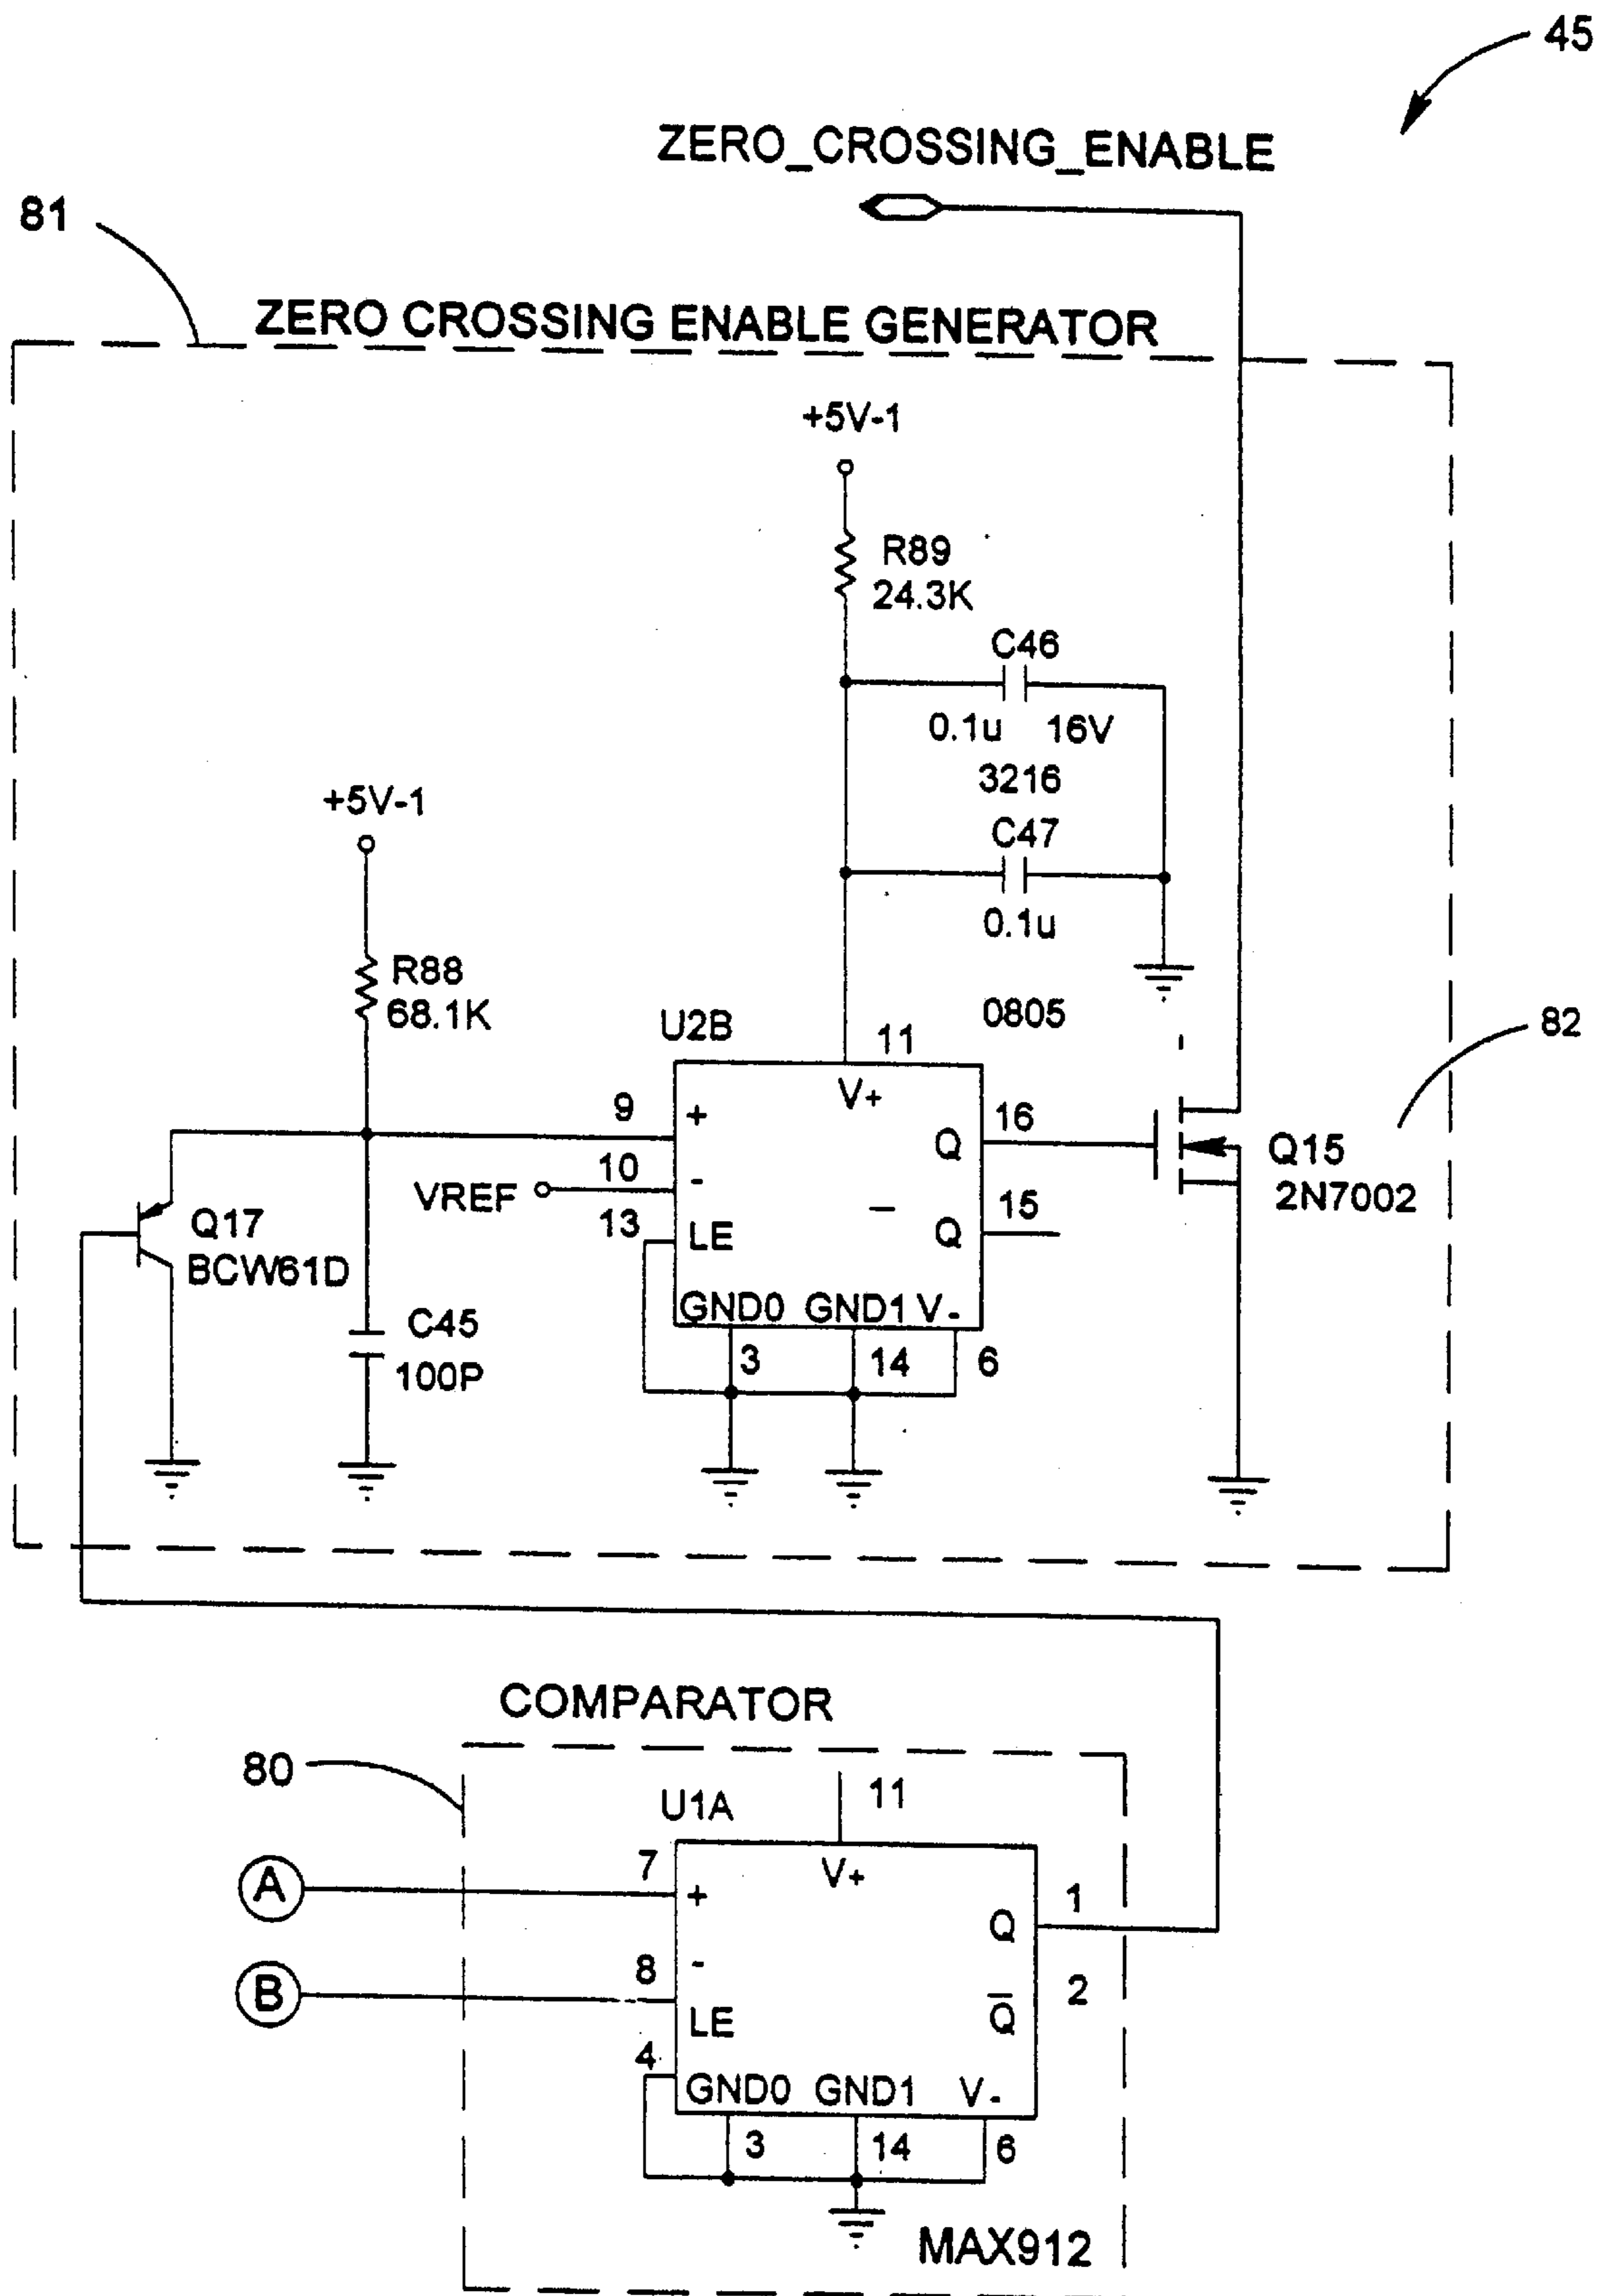 45
ZERO_CROSSING_ENABLE
81
ZERO CROSSING ENABLE GENERATOR
+5V-1
R89
24.3K
C46
0.1u 16V
3216
C47
0.1u
+5V-1
R88
68.1K
0805
82
U2B
11
V+
9
+
16
Q
10
-
VREF
Q15
2N7002
13
LE
15
Q
Q17
BCW61D
GND0 GND1 V-
C45
100P
3
14
6
COMPARATOR
80
U1A
11
V+
A
7
+
1
Q
B
8
-
2
Q̅
LE
4
GND0 GND1 V-
3
14
6
MAX912